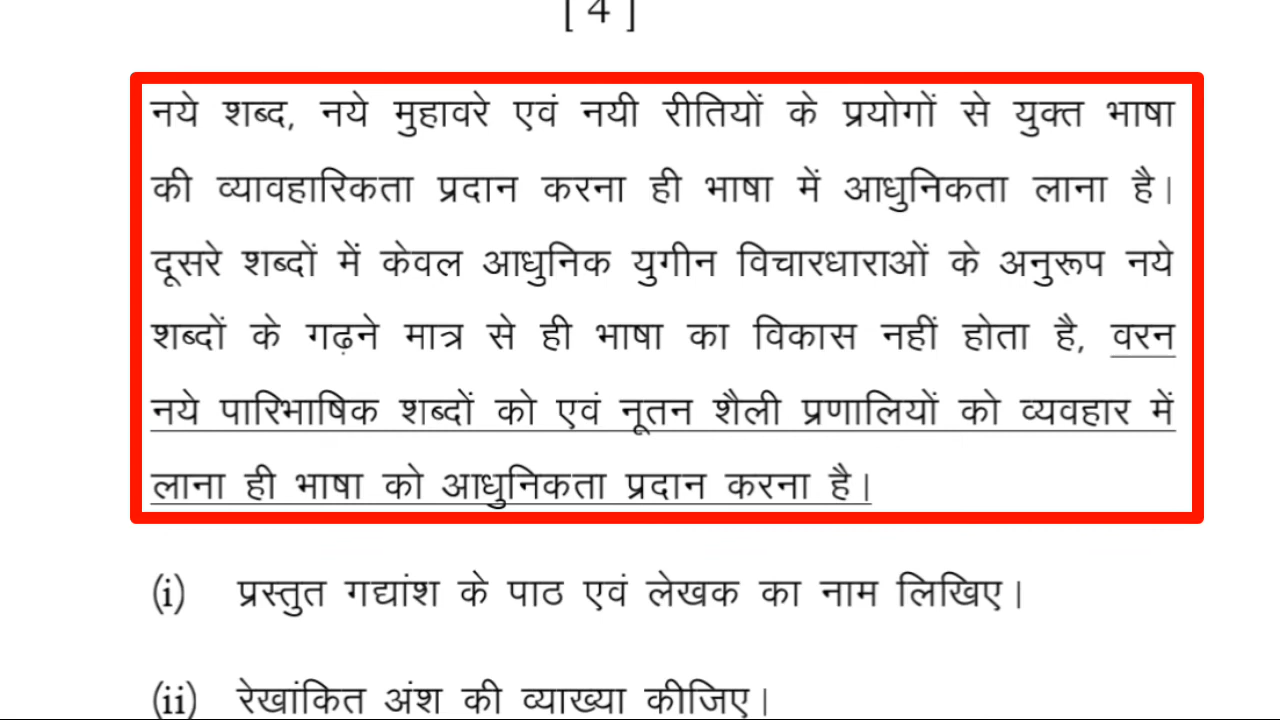 [ 4 ]
नये शब्द, नये मुहावरे एवं नयी रीतियों के प्रयोगों से युक्त भाषा
की व्यावहारिकता प्रदान करना ही भाषा में आधुनिकता लाना है।
दूसरे शब्दों में केवल आधुनिक युगीन विचारधाराओं के अनुरूप नये
शब्दों के गढ़ने मात्र से ही भाषा का विकास नहीं होता है, वरन
नये पारिभाषिक शब्दों को एवं नूतन शैली प्रणालियों को व्यवहार में
लाना ही भाषा को आधुनिकता प्रदान करना है।
(i) प्रस्तुत गद्यांश के पाठ एवं लेखक का नाम लिखिए।
(ii) रेखांकित अंश की व्याख्या कीजिए।